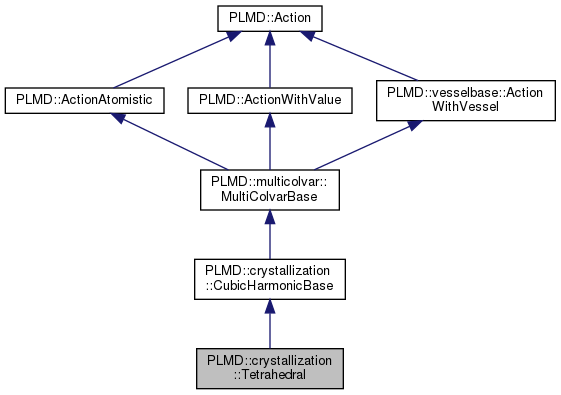 PLMD::Action
PLMD::ActionAtomistic
PLMD::ActionWithValue
PLMD::vesselbase::Action
WithVessel
PLMD::multicolvar::
MultiColvarBase
PLMD::crystallization
::CubicHarmonicBase
PLMD::crystallization
::Tetrahedral